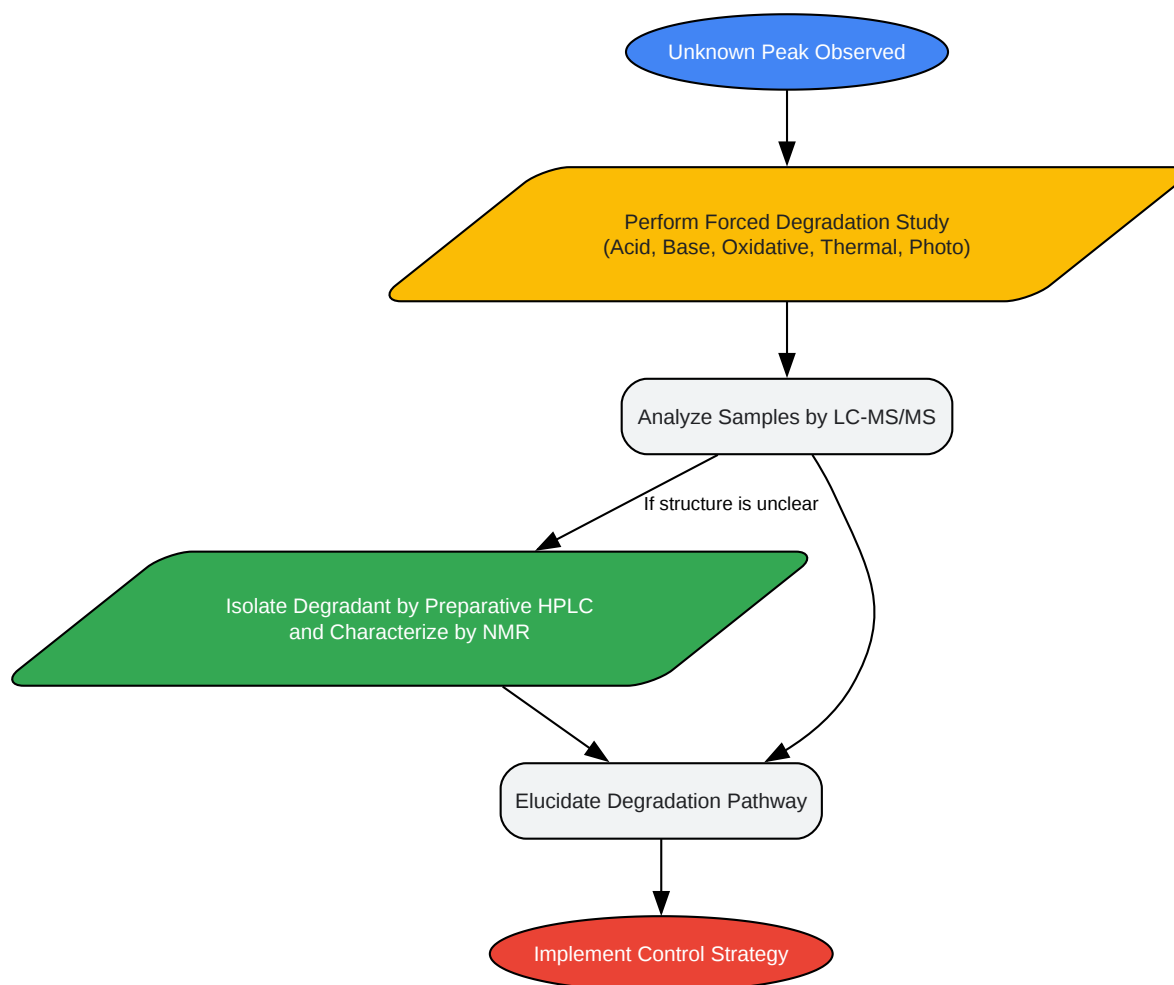 Unknown Peak Observed
Perform Forced Degradation Study
(Acid, Base, Oxidative, Thermal, Photo)
Analyze Samples by LC-MS/MS
If structure is unclear
Isolate Degradant by Preparative HPLC
and Characterize by NMR
Elucidate Degradation Pathway
Implement Control Strategy